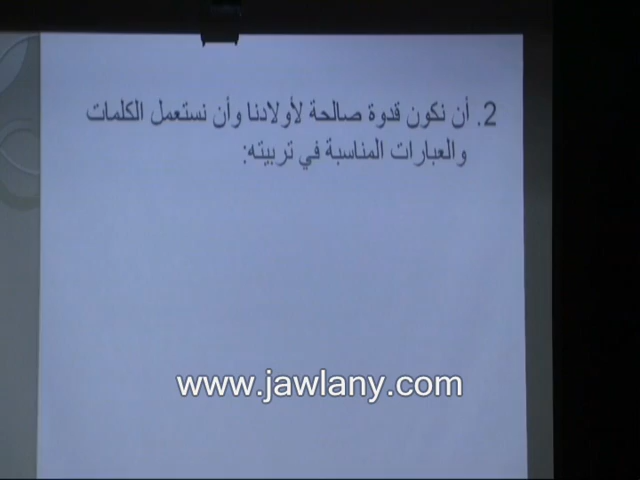 2. أن نكون قدوة صالحة لأولادنا وأن نستعمل الكلمات
والعبارات المناسبة في تربيته:
www.jawlany.com